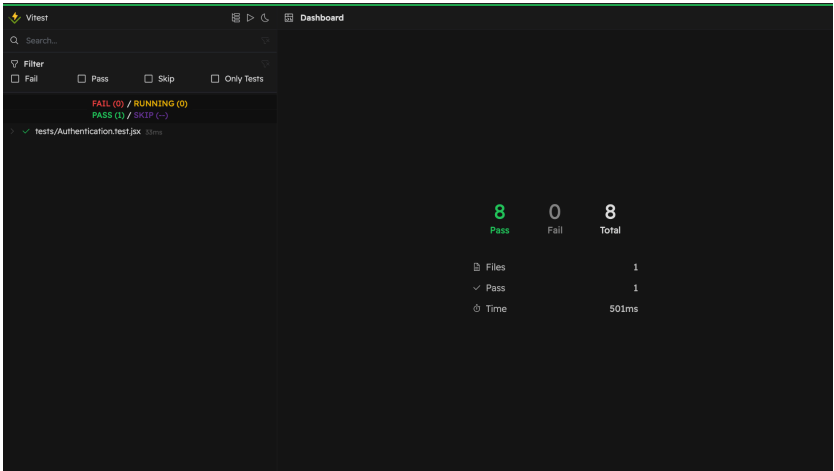 Vitest
Dashboard
Search...
Filter
Fail Pass Skip Only Tests
FAIL (0) / RUNNING (0)
PASS (1) / SKIP (--)
tests/Authentication.test.jsx 33ms
8 0 8
Pass Fail Total
Files 1
Pass 1
Time 501ms